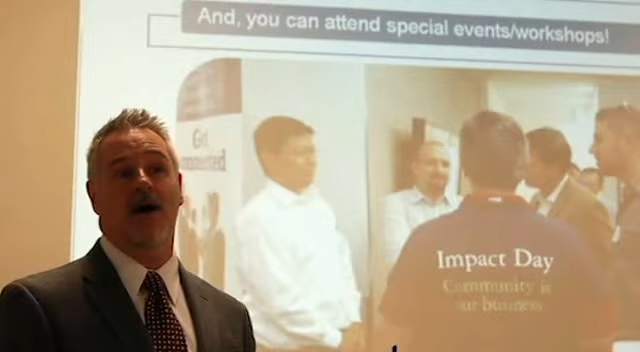 And, you can attend special events/workshops!
Get
Connected
Impact Day
Community is
our business